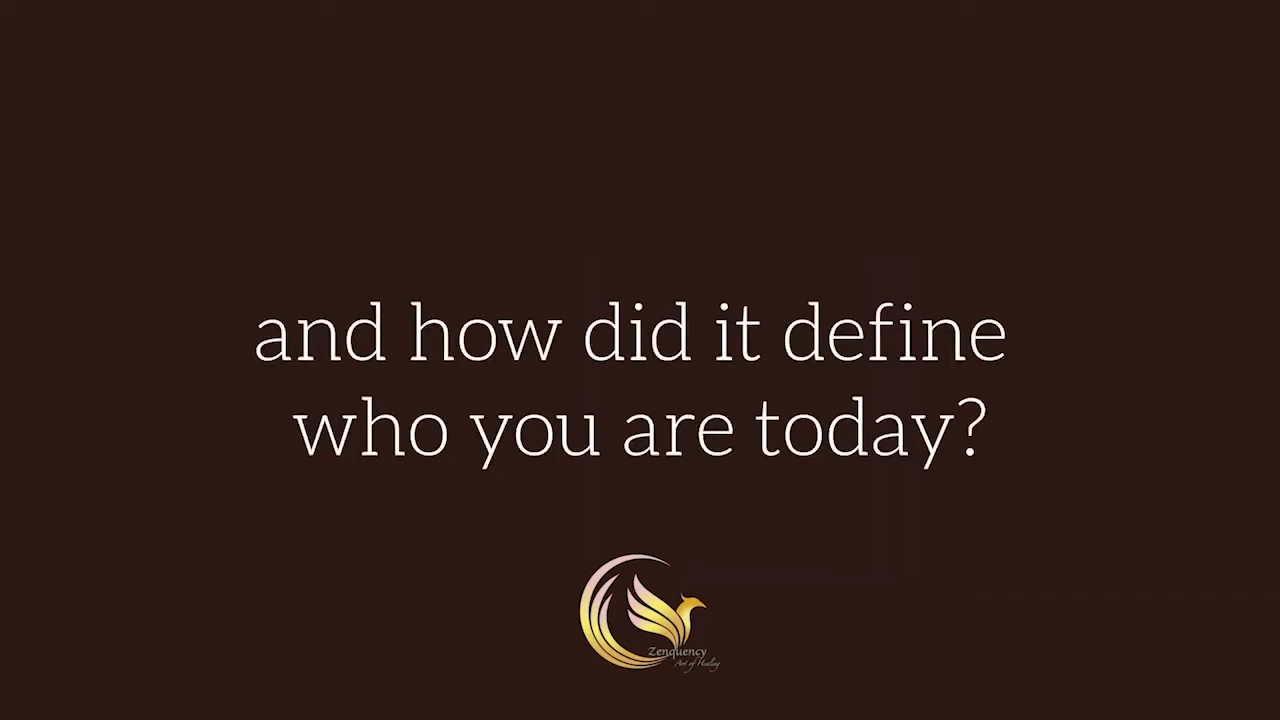 and how did it define
who you are today?
Zenquency
Art of Healing